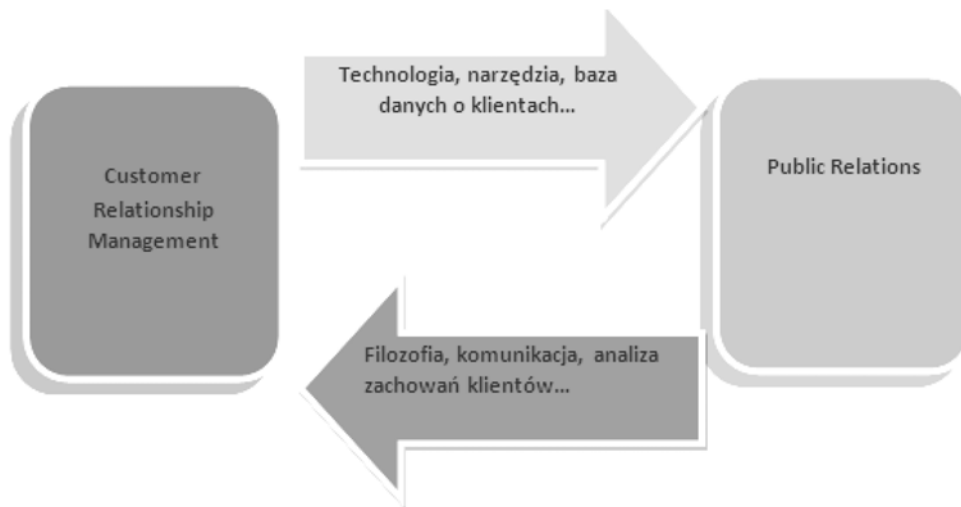 Technologia, narzędzia, baza
danych o klientach...
Customer
Relationship
Management
Public Relations
Filozofia, komunikacja, analiza
zachowań klientów...